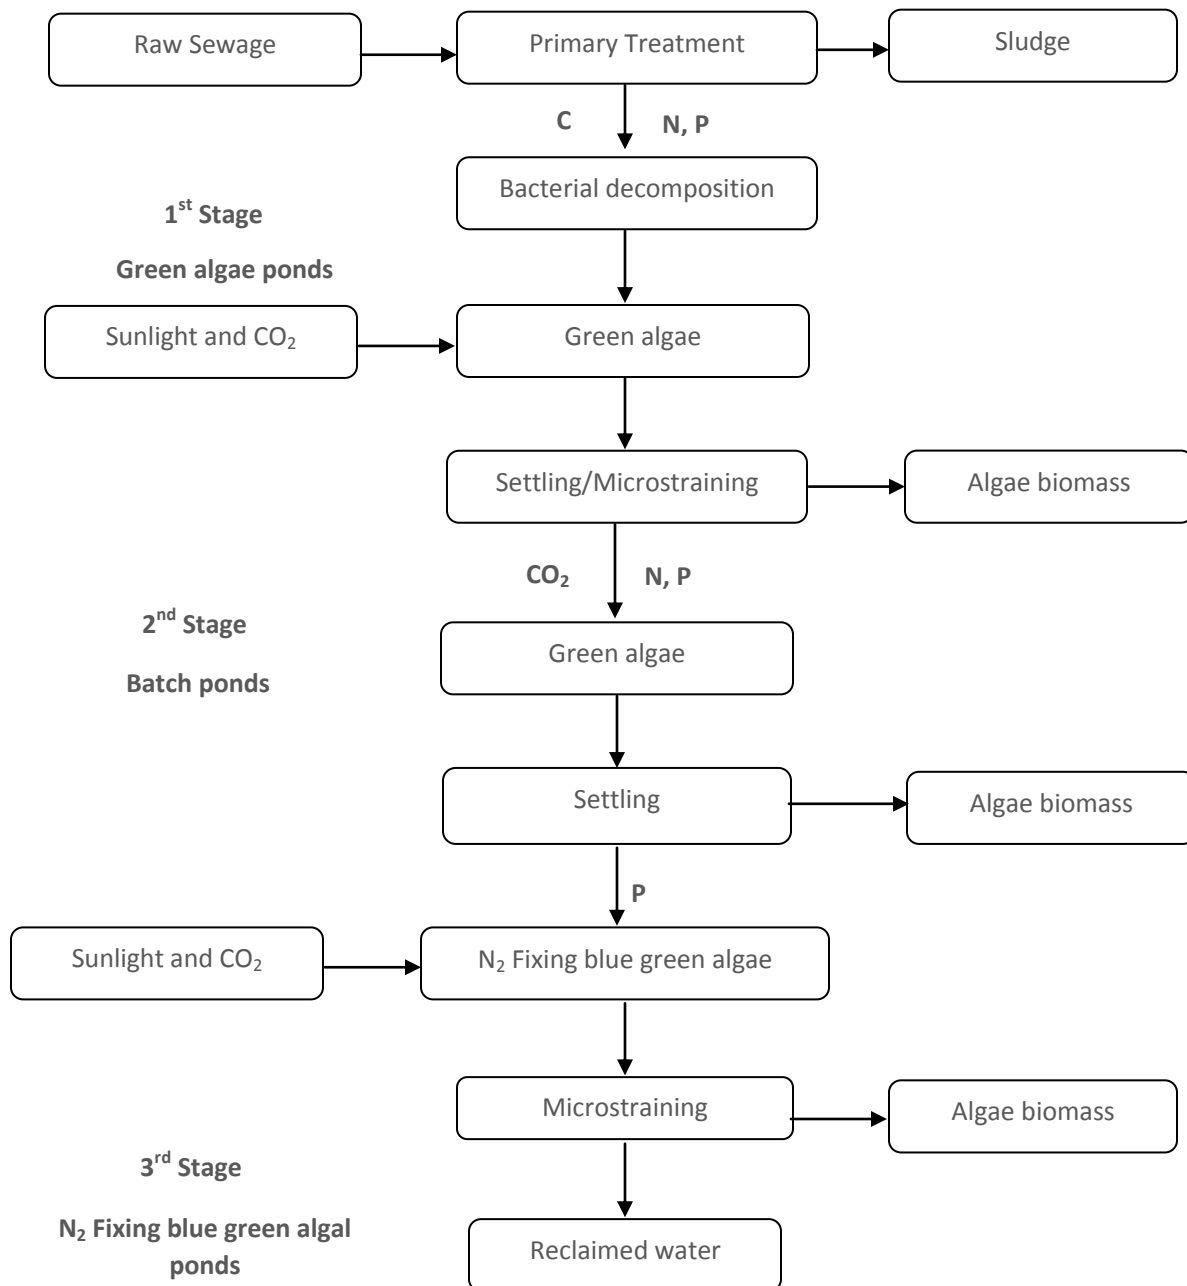 Raw Sewage
Primary Treatment
Sludge
C
N, P
Bacterial decomposition
1st Stage
Green algae ponds
Sunlight and CO2
Green algae
Settling/Microstraining
Algae biomass
CO2
N, P
2nd Stage
Batch ponds
Green algae
Settling
Algae biomass
P
Sunlight and CO2
N2 Fixing blue green algae
Microstraining
Algae biomass
3rd Stage
N2 Fixing blue green algal
ponds
Reclaimed water